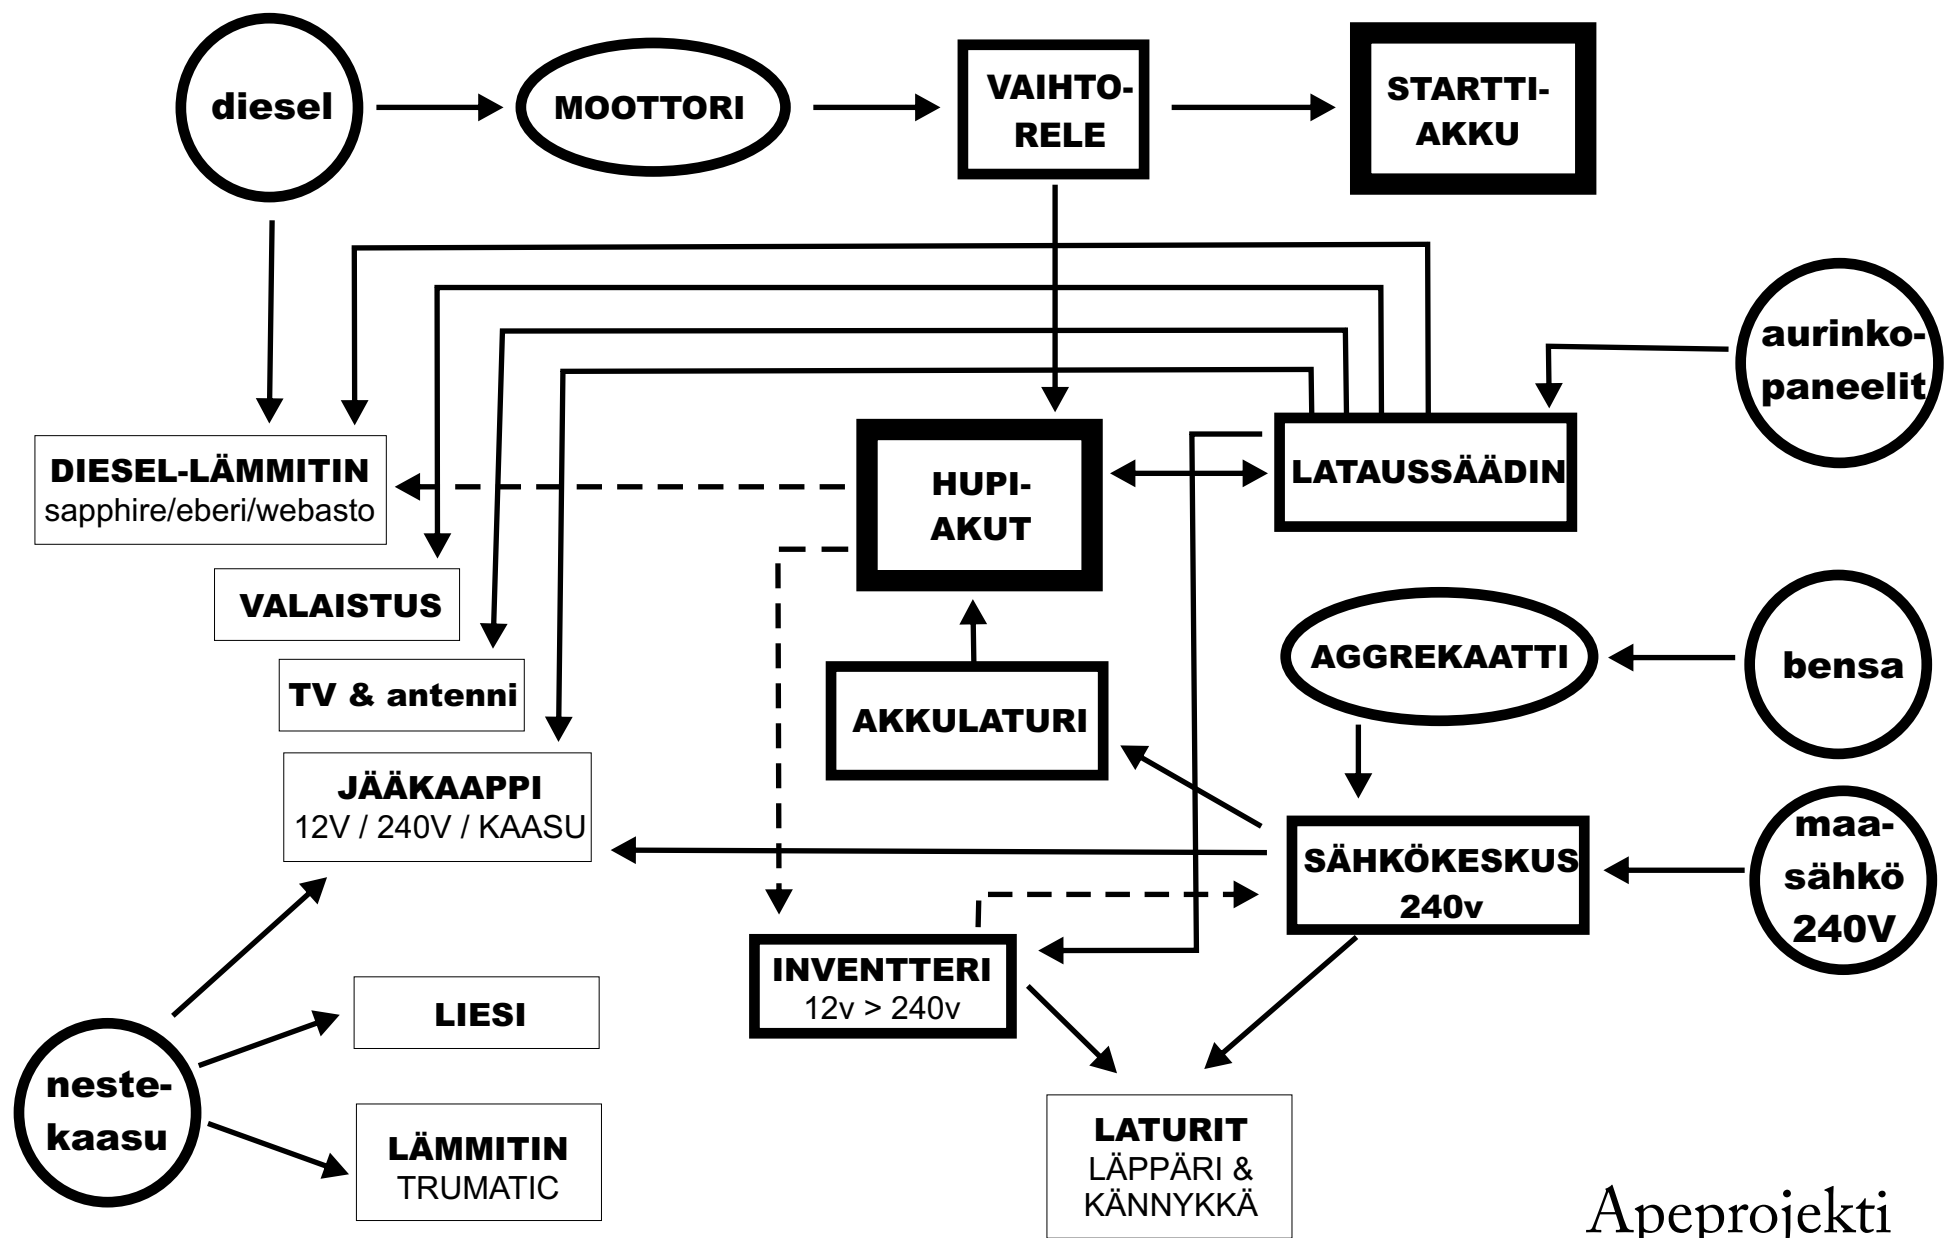 diesel
MOOTTORI
VAIHTO-
RELE
STARTTI-
AKKU
aurinko-
paneelit
DIESEL-LÄMMITIN
sapphire/eberi/webasto
HUPI-
AKUT
LATAUSSÄÄDIN
VALAISTUS
AGGREKAATTI
bensa
TV & antenni
AKKULATURI
JÄÄKAAPPI
12V / 240V / KAASU
SÄHKÖKESKUS
240v
maa-
sähkö
240V
INVENTTERI
12v > 240v
LIESI
neste-
kaasu
LÄMMITIN
TRUMATIC
LATURIT
LÄPPÄRI &
KÄNNYKKÄ
Apeprojekti